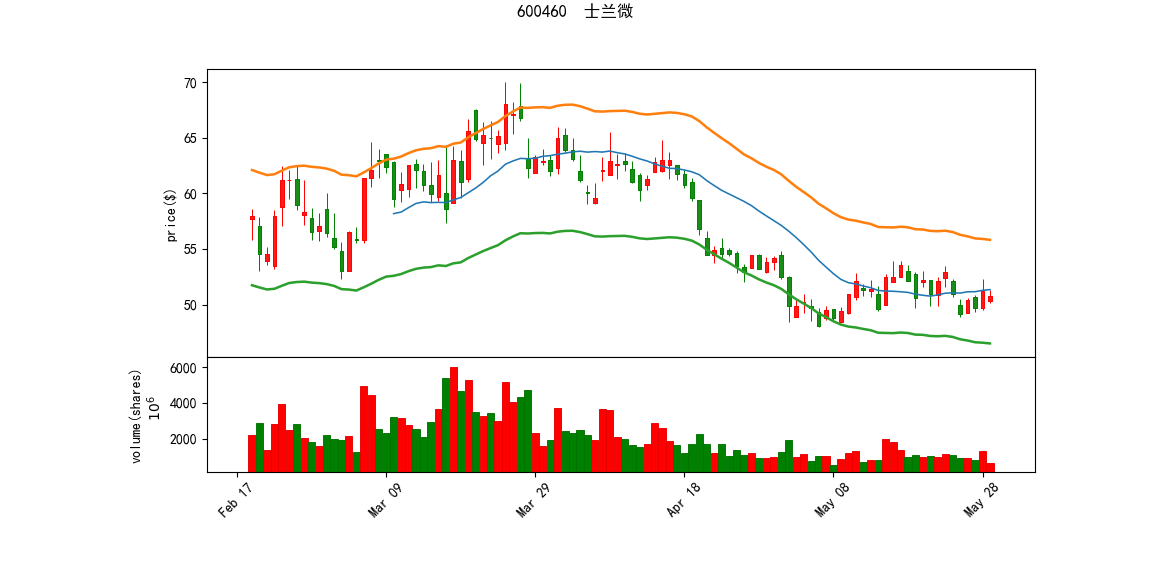 600460  士兰微
price($)
70
65
60
55
50
volume(shares)
10^6
6000
4000
2000
Feb 17
Mar 09
Mar 29
Apr 18
May 08
May 28